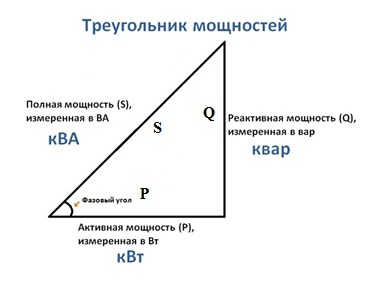 Треугольник мощностей
Полная мощность (S),
измеренная в ВА
кВА
S
Q
Реактивная мощность (Q),
измеренная в вар
квар
P
Фазовый угол
Активная мощность (P),
измеренная в Вт
кВт